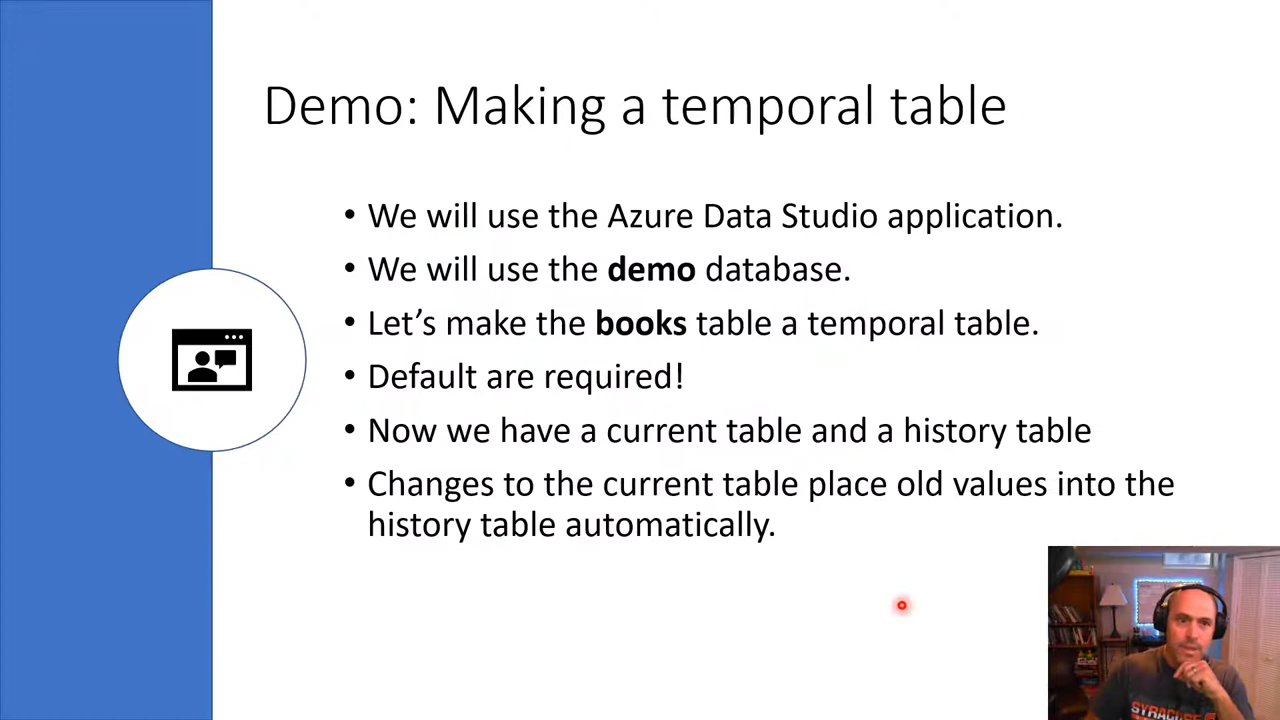 Demo: Making a temporal table
• We will use the Azure Data Studio application.
• We will use the demo database.
• Let's make the books table a temporal table.
• Default are required!
• Now we have a current table and a history table
• Changes to the current table place old values into the
history table automatically.
SYRACUSE